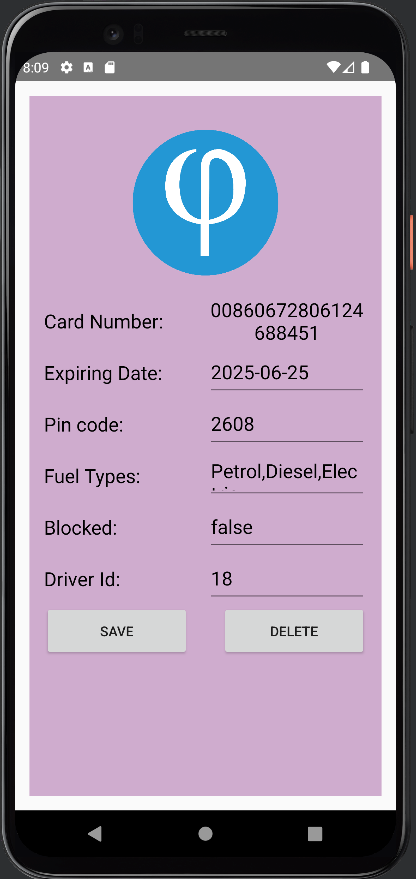 8:09
φ
Card Number:
00860672806124
688451
Expiring Date:
2025-06-25
Pin code:
2608
Fuel Types:
Petrol,Diesel,Elec
Blocked:
false
Driver Id:
18
SAVE
DELETE